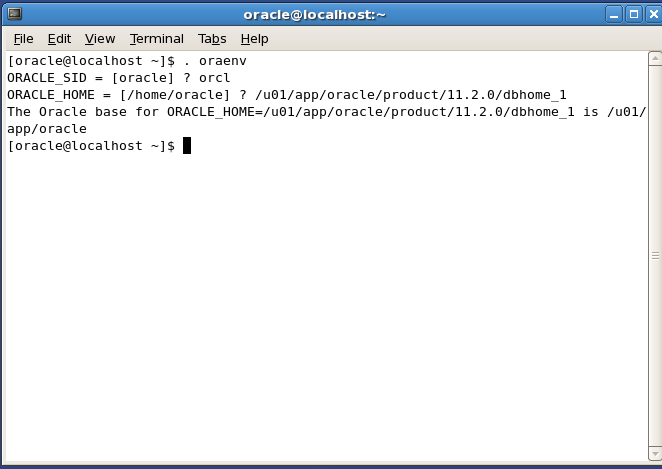 oracle@localhost:~
File Edit View Terminal Tabs Help
[oracle@localhost ~]$ . oraenv
ORACLE_SID = [oracle] ? orcl
ORACLE_HOME = [/home/oracle] ? /u01/app/oracle/product/11.2.0/dbhome_1
The Oracle base for ORACLE_HOME=/u01/app/oracle/product/11.2.0/dbhome_1 is /u01/
app/oracle
[oracle@localhost ~]$